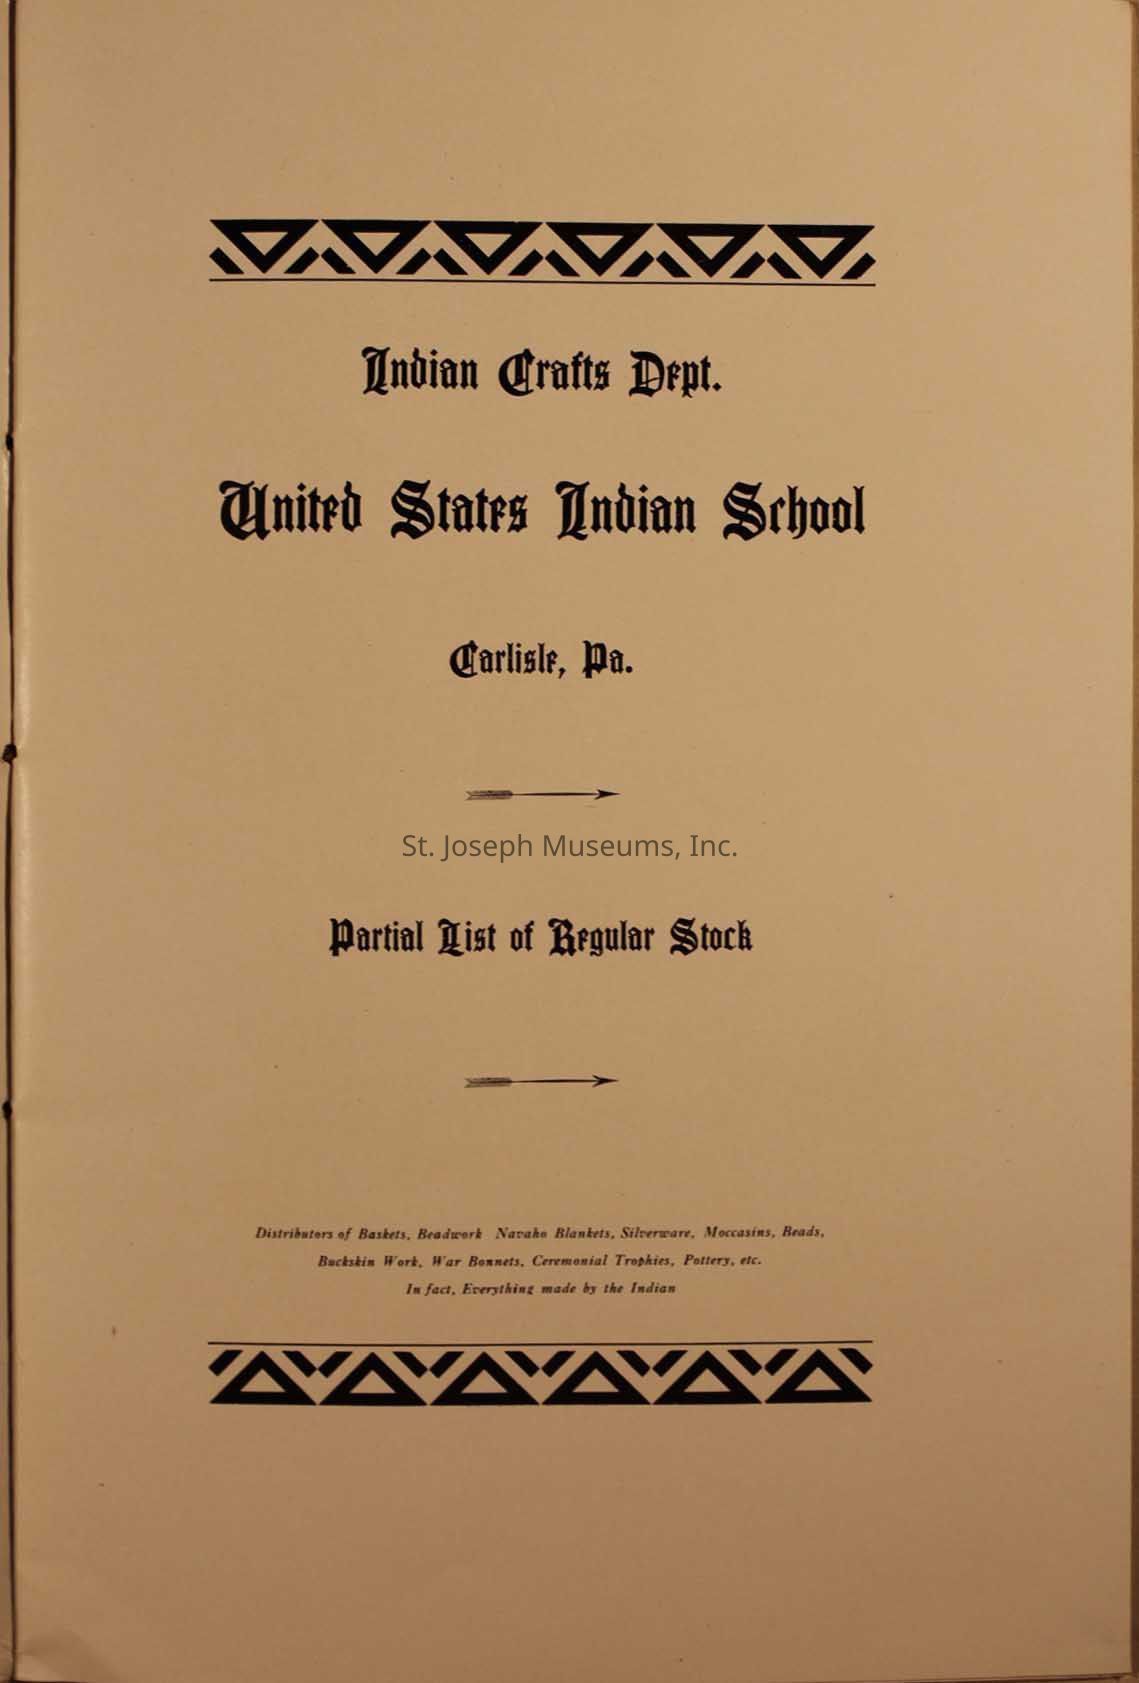 Indian Crafts Dept.
United States Indian School
Carlisle, Pa.
St. Joseph Museums, Inc.
Partial List of Regular Stock
Distributors of Baskets, Beadwork Navaho Blankets, Silverware, Moccasins, Beads,
Buckskin Work, War Bonnets, Ceremonial Trophies, Pottery, etc.
In fact, Everything made by the Indian